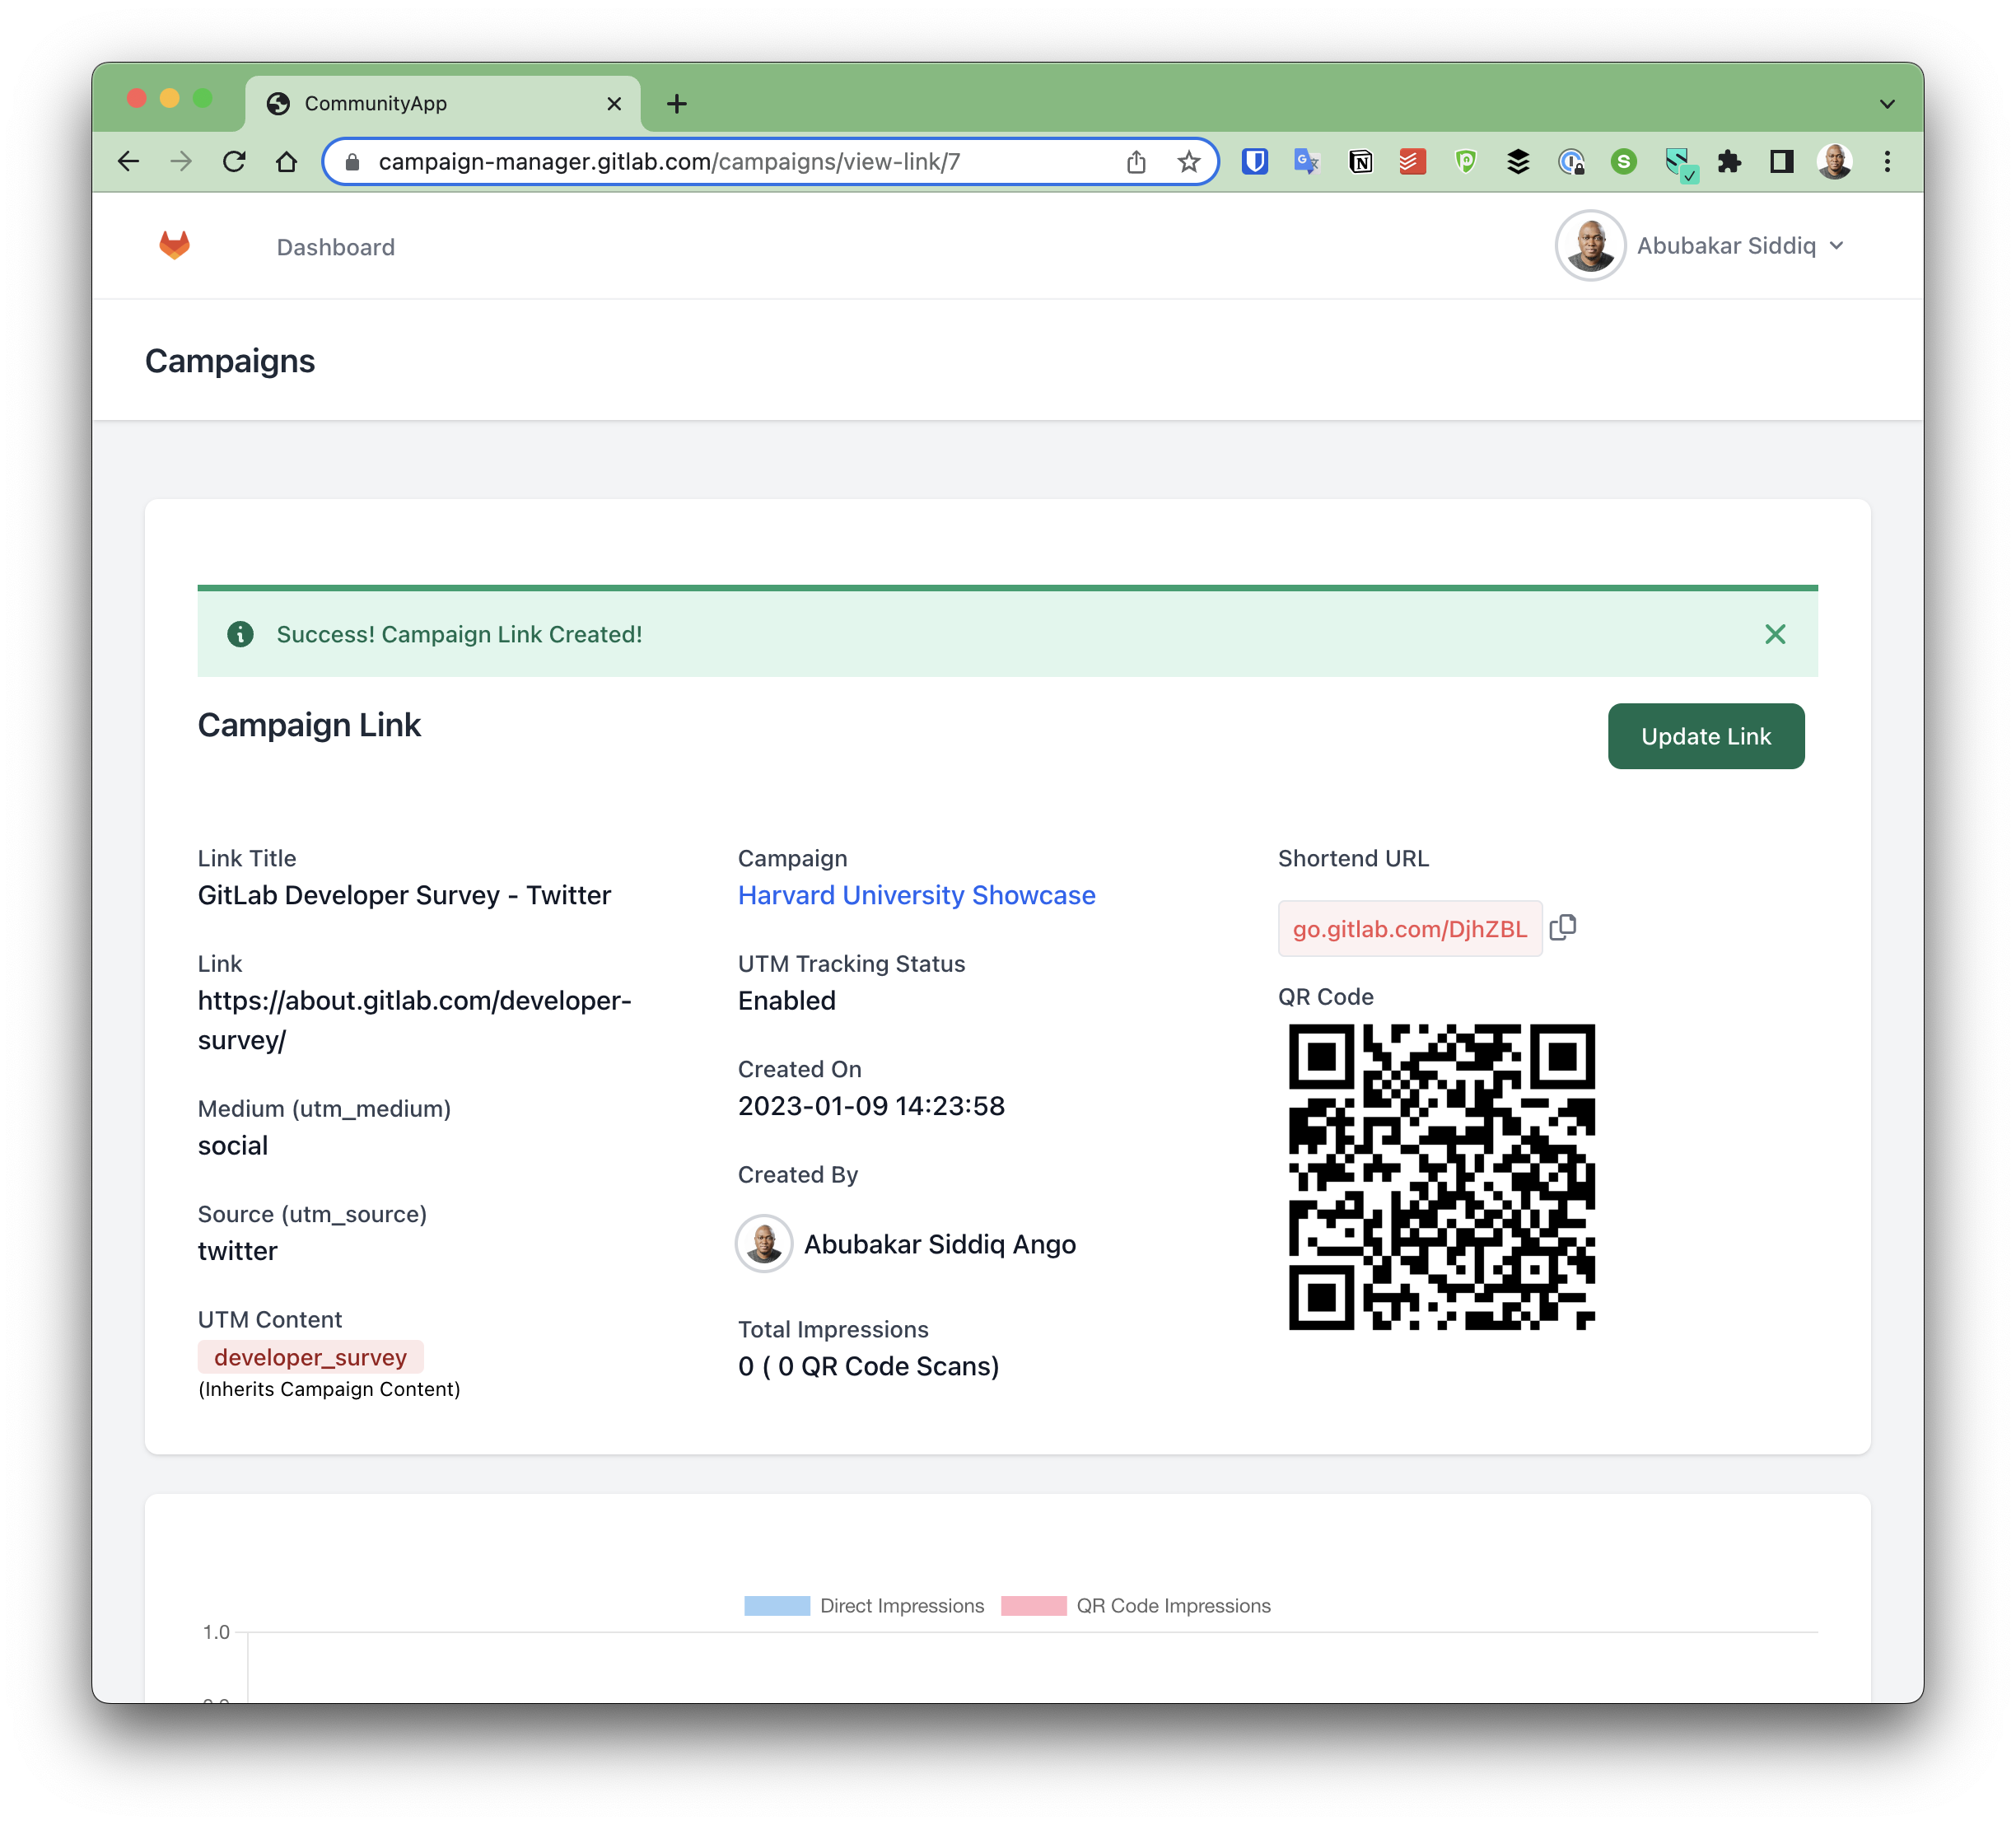 CommunityApp
campaign-manager.gitlab.com/campaigns/view-link/7
Dashboard
Abubakar Siddiq
Campaigns
Success! Campaign Link Created!
Campaign Link
Update Link
Link Title
GitLab Developer Survey - Twitter
Link
https://about.gitlab.com/developer-
survey/
Medium (utm_medium)
social
Source (utm_source)
twitter
UTM Content
developer_survey
(Inherits Campaign Content)
Campaign
Harvard University Showcase
UTM Tracking Status
Enabled
Created On
2023-01-09 14:23:58
Created By
Abubakar Siddiq Ango
Total Impressions
0 ( 0 QR Code Scans)
Shortend URL
go.gitlab.com/DjhZBL
QR Code
Direct Impressions
QR Code Impressions
1.0